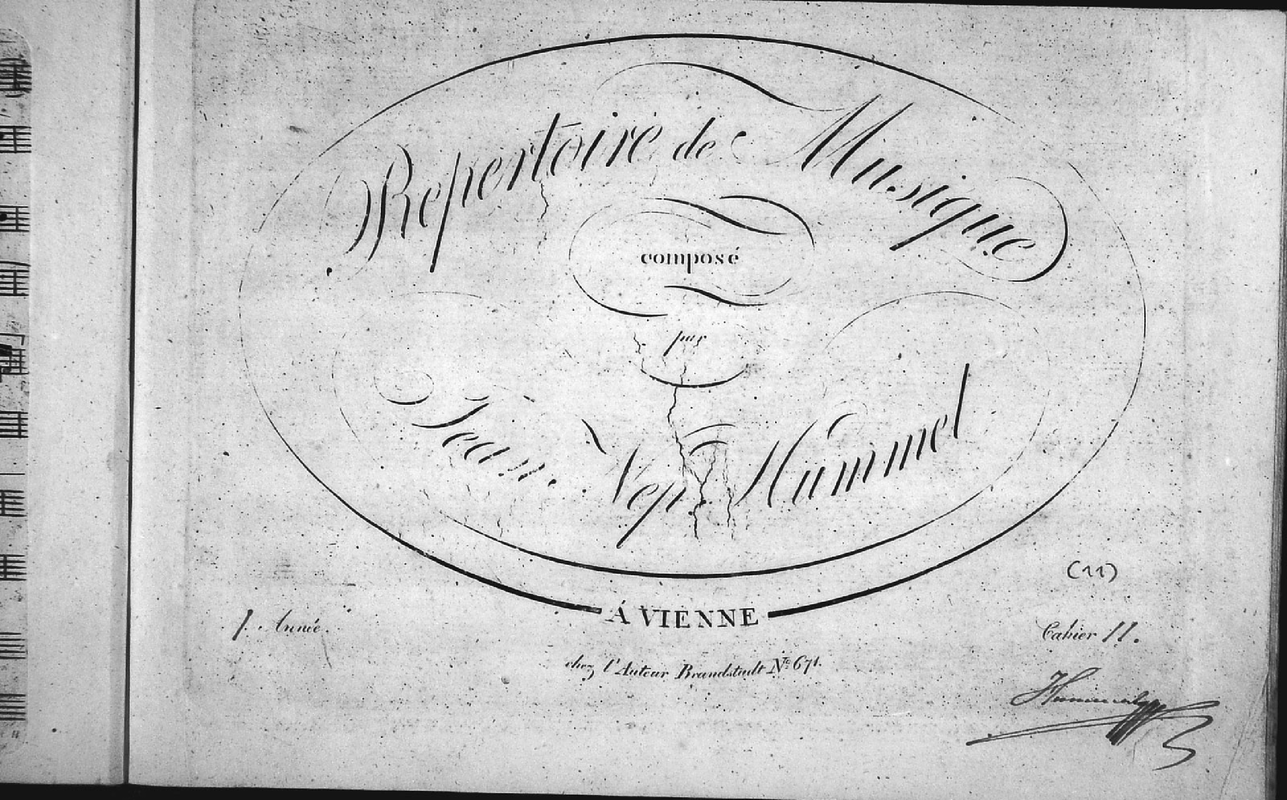 Repertoire de Musique
composé
par
Jean Nep. Hummel
Á VIENNE
(11)
1. Année.
Cahier 11.
chez l'Auteur Brandstadt No. 671.
Hummel